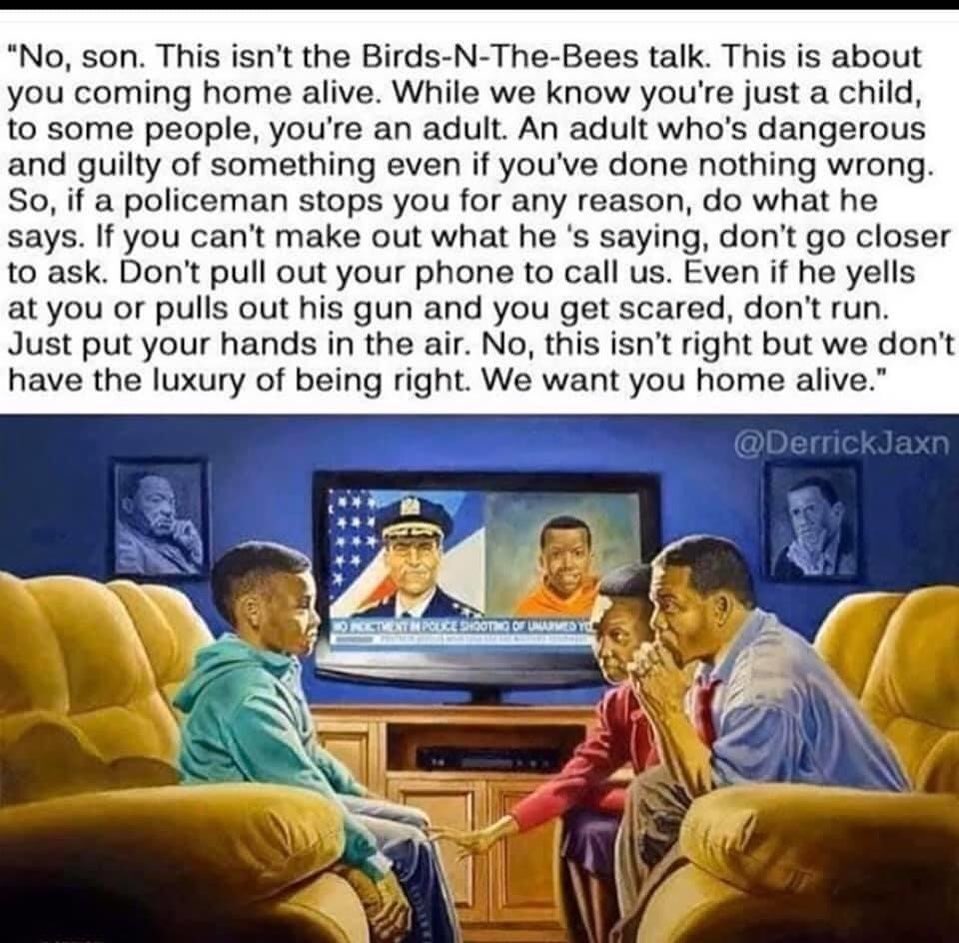 "No, son. This isn't the Birds-N-The-Bees talk. This is about
you coming home alive. While we know you're just a child,
to some people, you're an adult. An adult who's dangerous
and guilty of something even if you've done nothing wrong.
So, if a policeman stops you for any reason, do what he
says. If you can't make out what he 's saying, don't go closer
to ask. Don't pull out your phone to call us. Even if he yells
at you or pulls out his gun and you get scared, don't run.
Just put your hands in the air. No, this isn't right but we don't
have the luxury of being right. We want you home alive."
@DerrickJaxn
NO INDICTMENT IN POLICE SHOOTING OF UNARMED YO